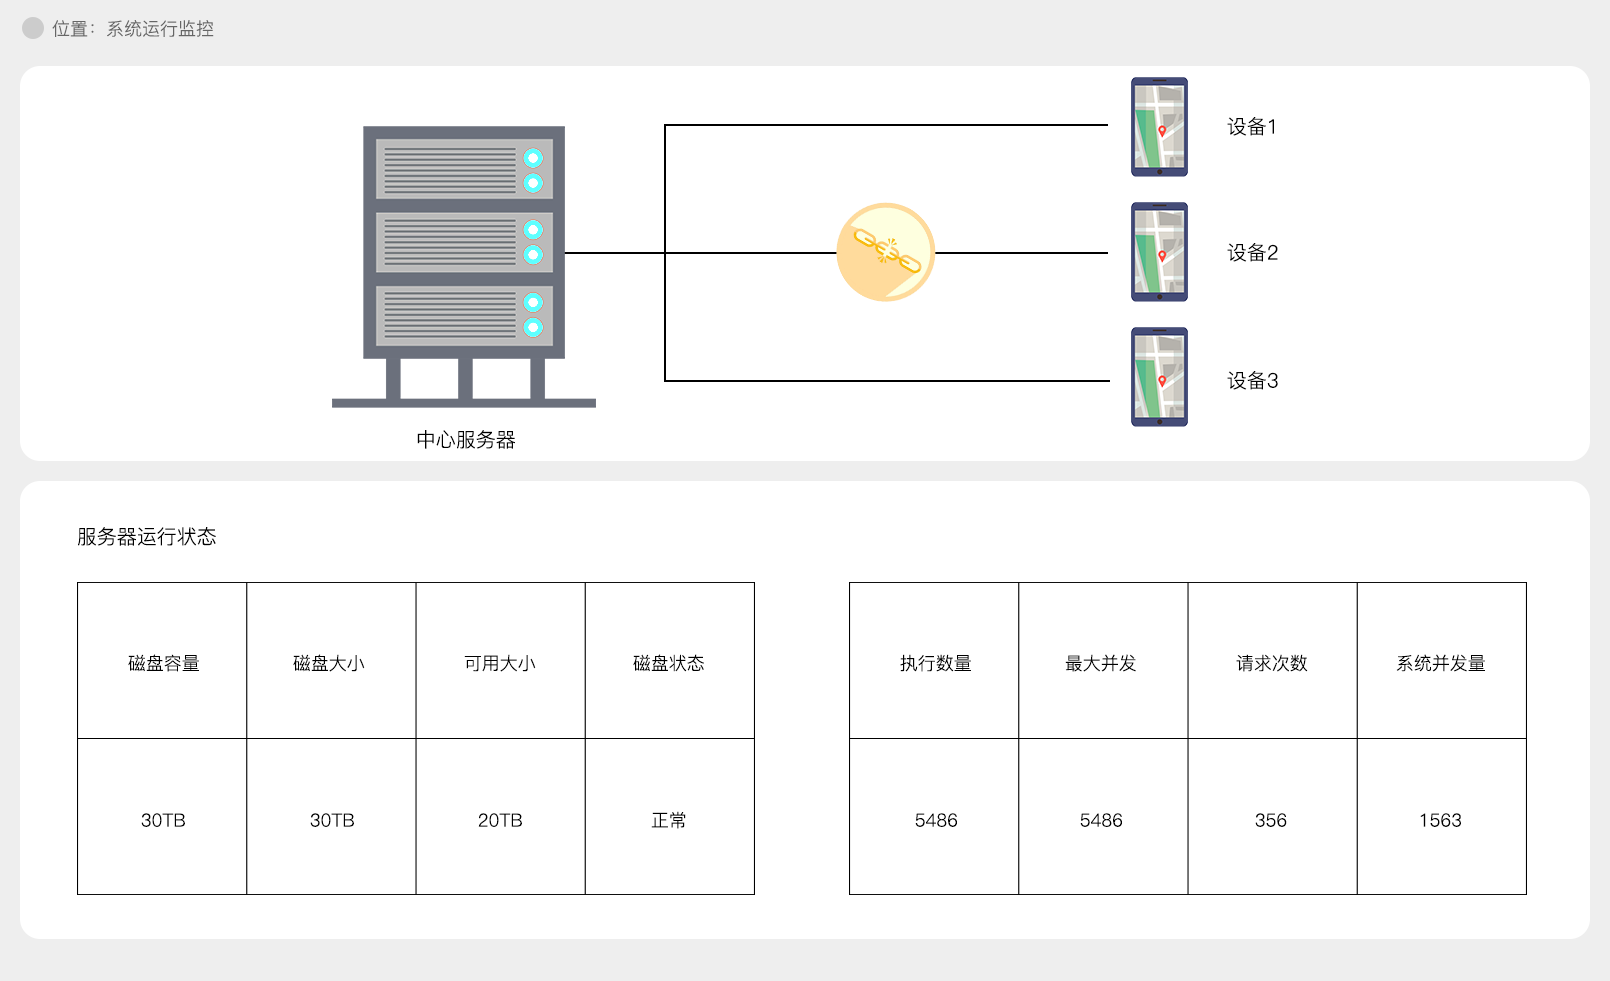 位置：系统运行监控
设备1
设备2
设备3
中心服务器
服务器运行状态
磁盘容量 磁盘大小 可用大小 磁盘状态
30TB 30TB 20TB 正常
执行数量 最大并发 请求次数 系统并发量
5486 5486 356 1563